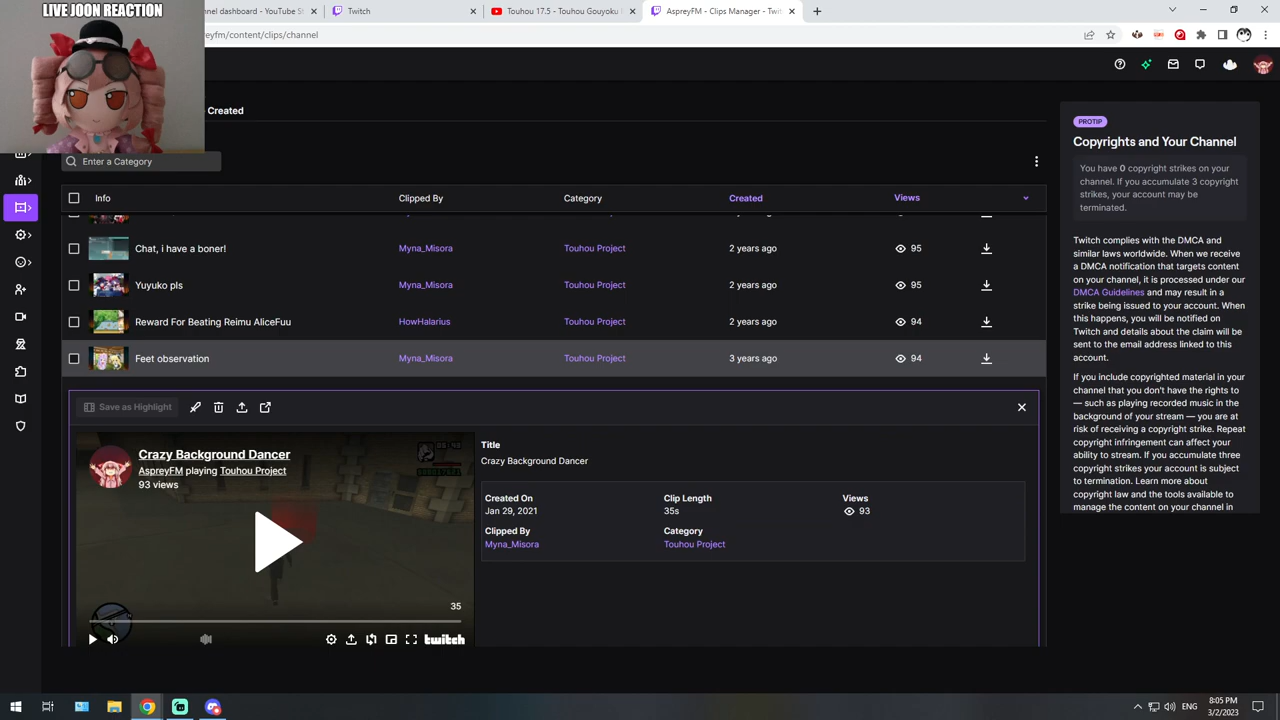 LIVE JOON REACTION
nnel dashboard - YouTube St
Twitch
Touhou 17.5 - Touhou Gouyoku
AspreyFM - Clips Manager - Twit
eyfm/content/clips/channel
Created
Enter a Category
Info Clipped By Category Created Views
Chat, i have a boner! Myna_Misora Touhou Project 2 years ago 95
Yuyuko pls Myna_Misora Touhou Project 2 years ago 95
Reward For Beating Reimu AliceFuu HowHalarius Touhou Project 2 years ago 94
Feet observation Myna_Misora Touhou Project 3 years ago 94
Save as Highlight
Crazy Background Dancer
AspreyFM playing Touhou Project
93 views
35
twitch
Title
Crazy Background Dancer
Created On Clip Length Views
Jan 29, 2021 35s 93
Clipped By Category
Myna_Misora Touhou Project
PROTIP
Copyrights and Your Channel
You have 0 copyright strikes on
your channel. If you accumulate 3 copyright
strikes, your account may be
terminated.
Twitch complies with the DMCA and
similar laws worldwide. When we receive
a DMCA notification that targets content
on your channel, it is processed under our
DMCA Guidelines and may result in a
strike being issued to your account. When
this happens, you will be notified on
Twitch and details about the claim will be
sent to the email address linked to this
account.
If you include copyrighted material in your
channel that you don't have the rights to
— such as playing recorded music in the
background of your stream — you are at
risk of receiving a copyright strike. Repeat
copyright infringement can affect your
ability to stream. If you accumulate three
copyright strikes your account is subject
to termination. Learn more about
copyright law and the tools available to
manage the content on your channel in
ENG
8:05 PM
3/2/2023